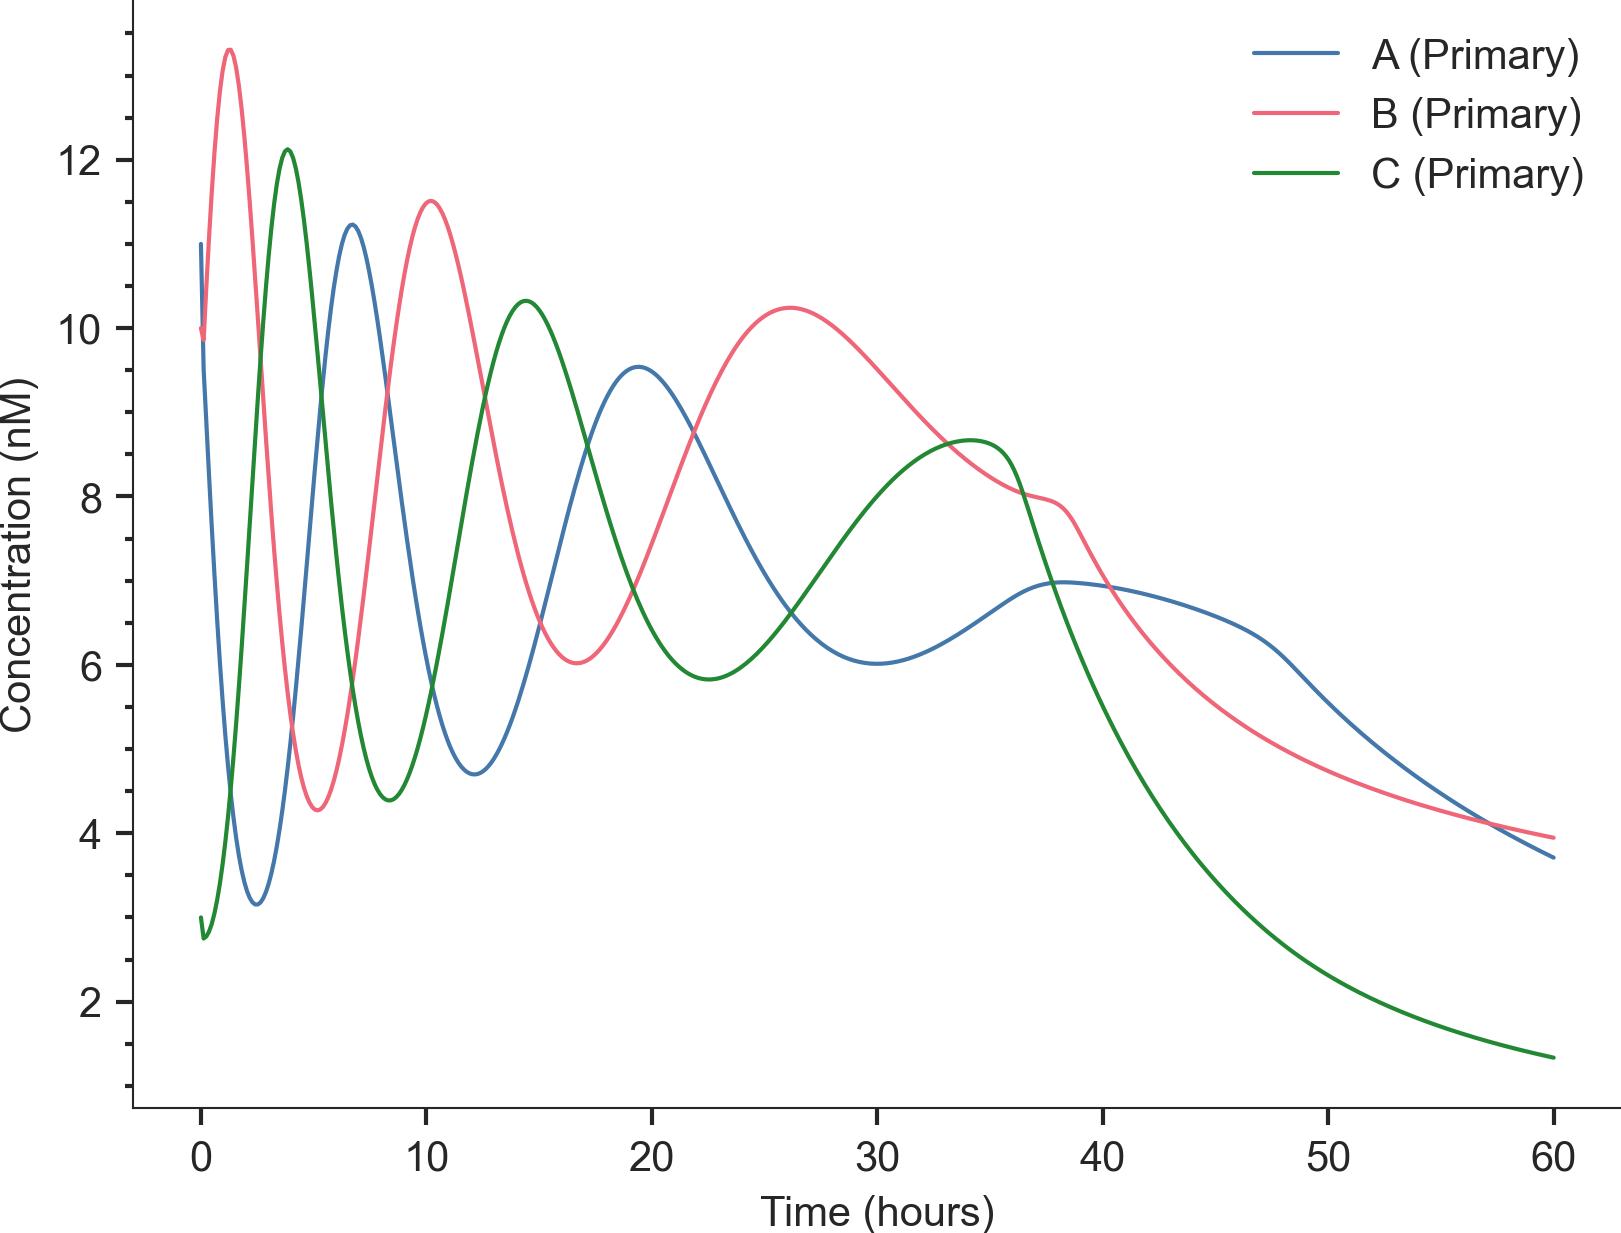 A (Primary)
B (Primary)
C (Primary)
12
10
8
6
4
2
Concentration (nM)
0 10 20 30 40 50 60
Time (hours)